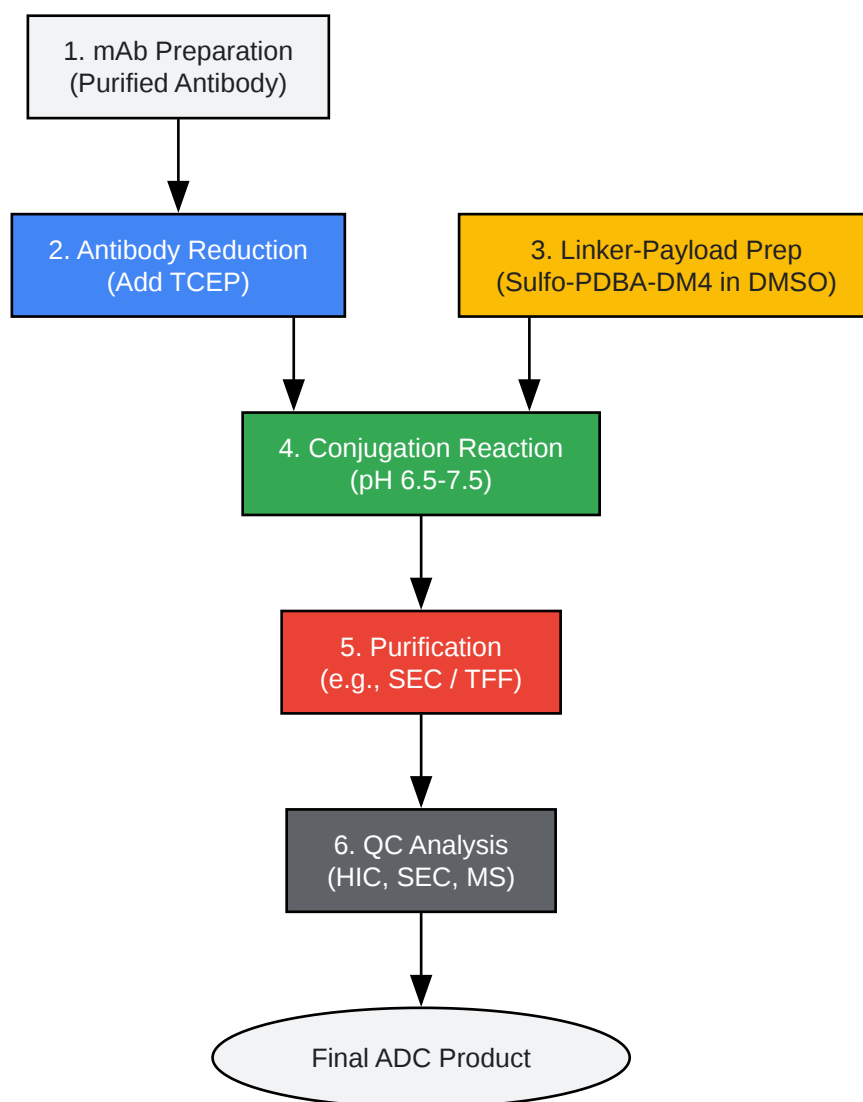 1. mAb Preparation
(Purified Antibody)
2. Antibody Reduction
(Add TCEP)
3. Linker-Payload Prep
(Sulfo-PDBA-DM4 in DMSO)
4. Conjugation Reaction
(pH 6.5-7.5)
5. Purification
(e.g., SEC / TFF)
6. QC Analysis
(HIC, SEC, MS)
Final ADC Product